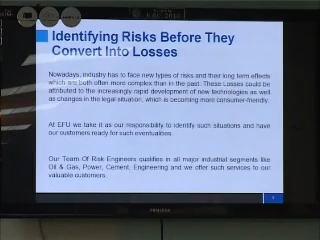 Identifying Risks Before They
Convert Into Losses
Nowadays, industry has to face new types of risks and their long term effects
which are both often more complex than in the past. These Losses could be
attributed to the increasingly rapid development of new technologies as well
as changes in the legal situation, which is becoming more consumer-friendly.
At EFU we take it as our responsibility to identify such situations and have
our customers ready for such eventualities.
Our Team Of Risk Engineers qualifies in all major industrial segments like
Oil & Gas, Power, Cement, Engineering and we offer such services to our
valuable customers.